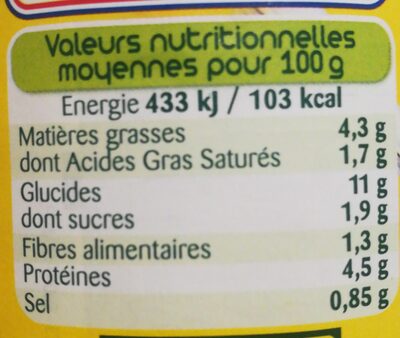 Valeurs nutritionnelles
moyennes pour 100 g
Energie 433 kJ / 103 kcal
Matières grasses 4,3 g
dont Acides Gras Saturés 1,7 g
Glucides 11 g
dont sucres 1,9 g
Fibres alimentaires 1,3 g
Protéines 4,5 g
Sel 0,85 g